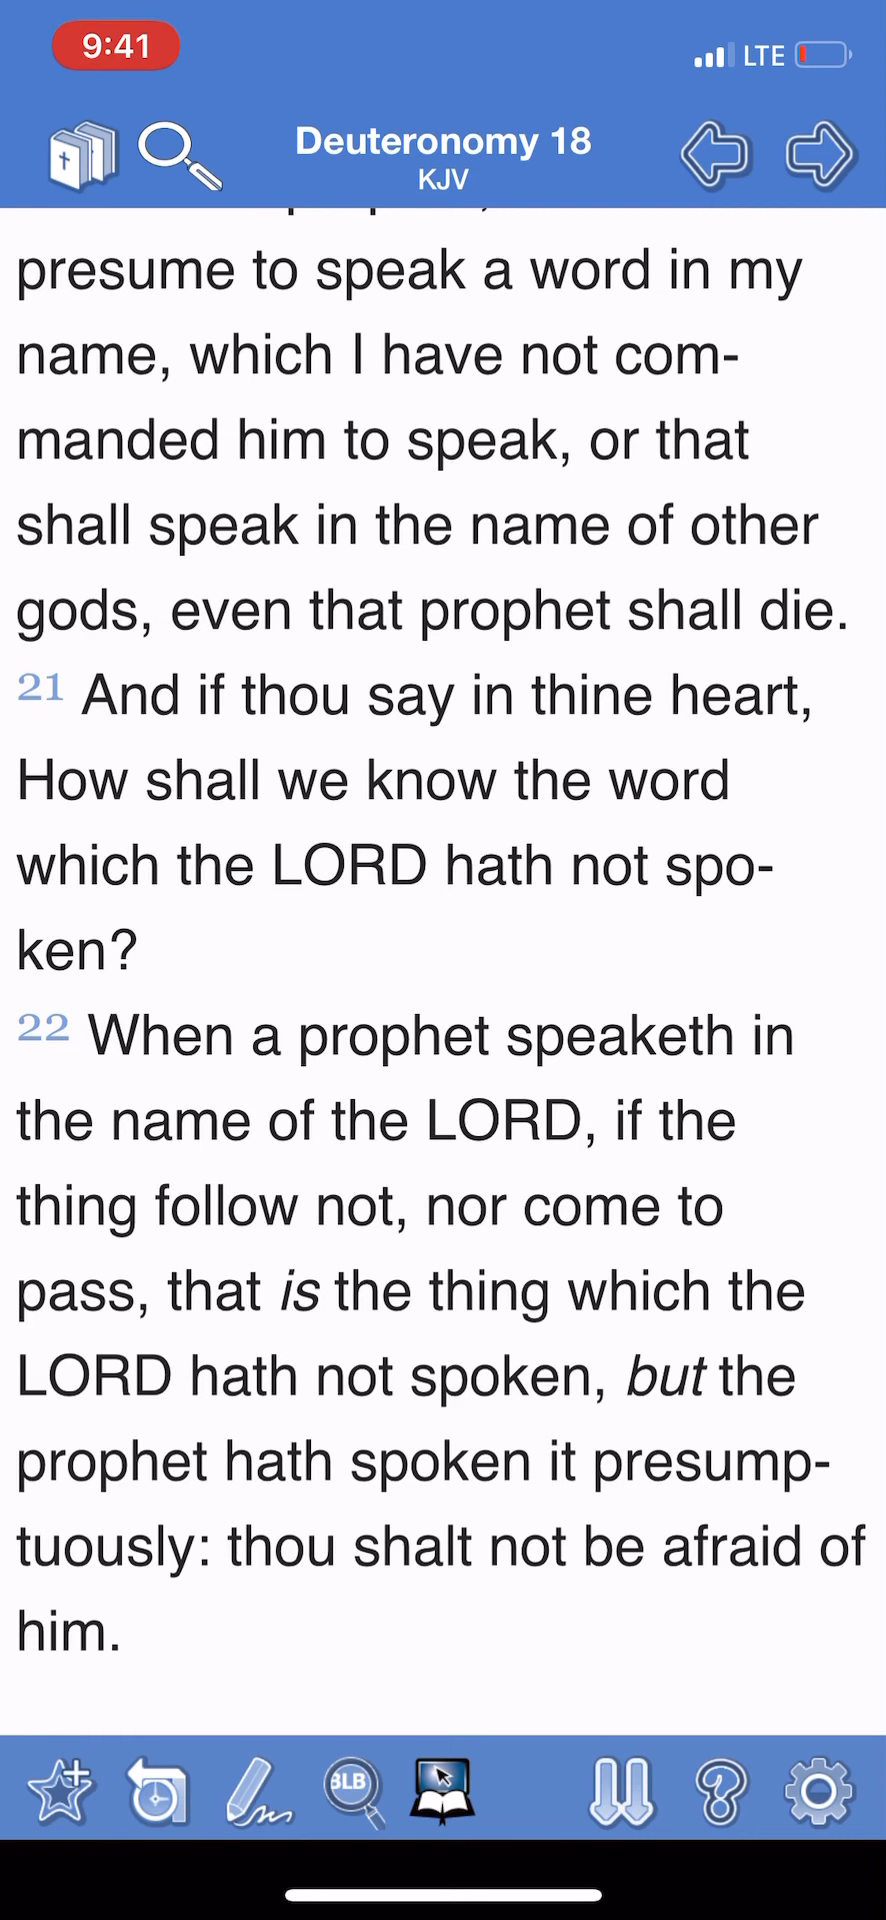 9:41
LTE
Deuteronomy 18
KJV
presume to speak a word in my
name, which I have not com-
manded him to speak, or that
shall speak in the name of other
gods, even that prophet shall die.
21 And if thou say in thine heart,
How shall we know the word
which the LORD hath not spo-
ken?
22 When a prophet speaketh in
the name of the LORD, if the
thing follow not, nor come to
pass, that is the thing which the
LORD hath not spoken, but the
prophet hath spoken it presump-
tuously: thou shalt not be afraid of
him.
BLB